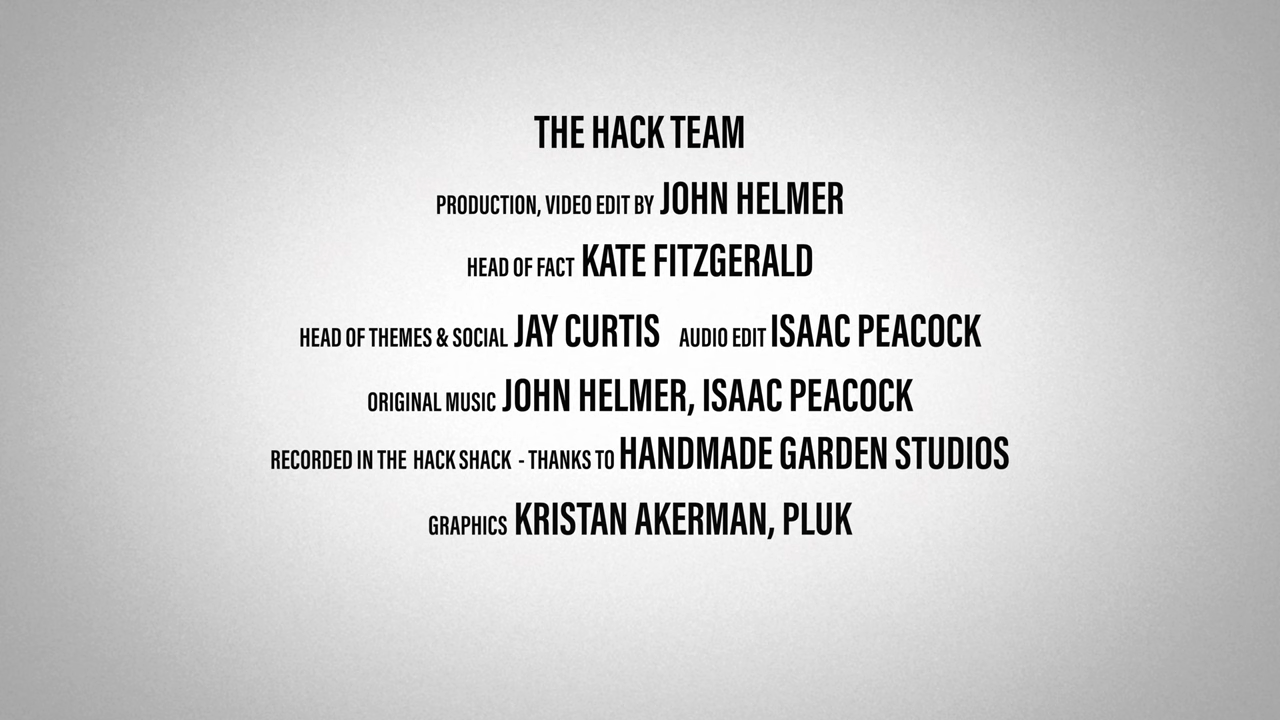 THE HACK TEAM
PRODUCTION, VIDEO EDIT BY JOHN HELMER
HEAD OF FACT KATE FITZGERALD
HEAD OF THEMES & SOCIAL JAY CURTIS AUDIO EDIT ISAAC PEACOCK
ORIGINAL MUSIC JOHN HELMER, ISAAC PEACOCK
RECORDED IN THE HACK SHACK - THANKS TO HANDMADE GARDEN STUDIOS
GRAPHICS KRISTAN AKERMAN, PLUK